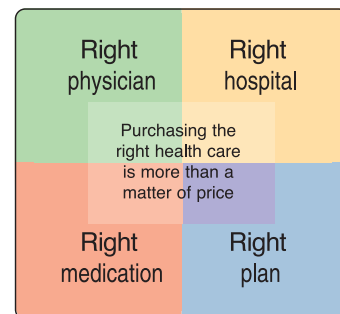 Right
physician
Right
hospital
Purchasing the
right health care
is more than a
matter of price
Right
medication
Right
plan